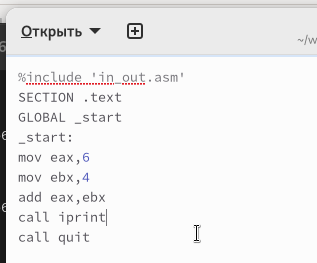 Открыть
~/w
%include 'in_out.asm'
SECTION .text
GLOBAL _start
_start:
mov eax,6
mov ebx,4
add eax,ebx
call iprint
call quit